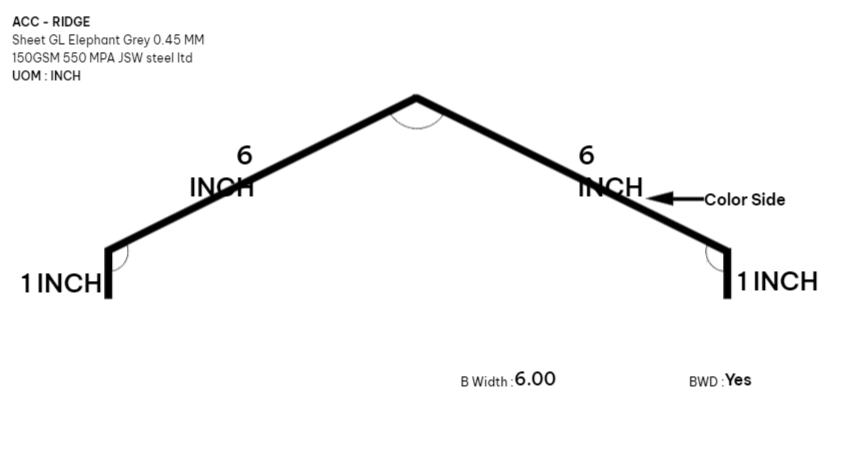 ACC - RIDGE
Sheet GL Elephant Grey 0.45 MM
150GSM 550 MPA JSW steel ltd
UOM : INCH
6
INCH
6
INCH
Color Side
1 INCH
1 INCH
B Width : 6.00
BWD : Yes